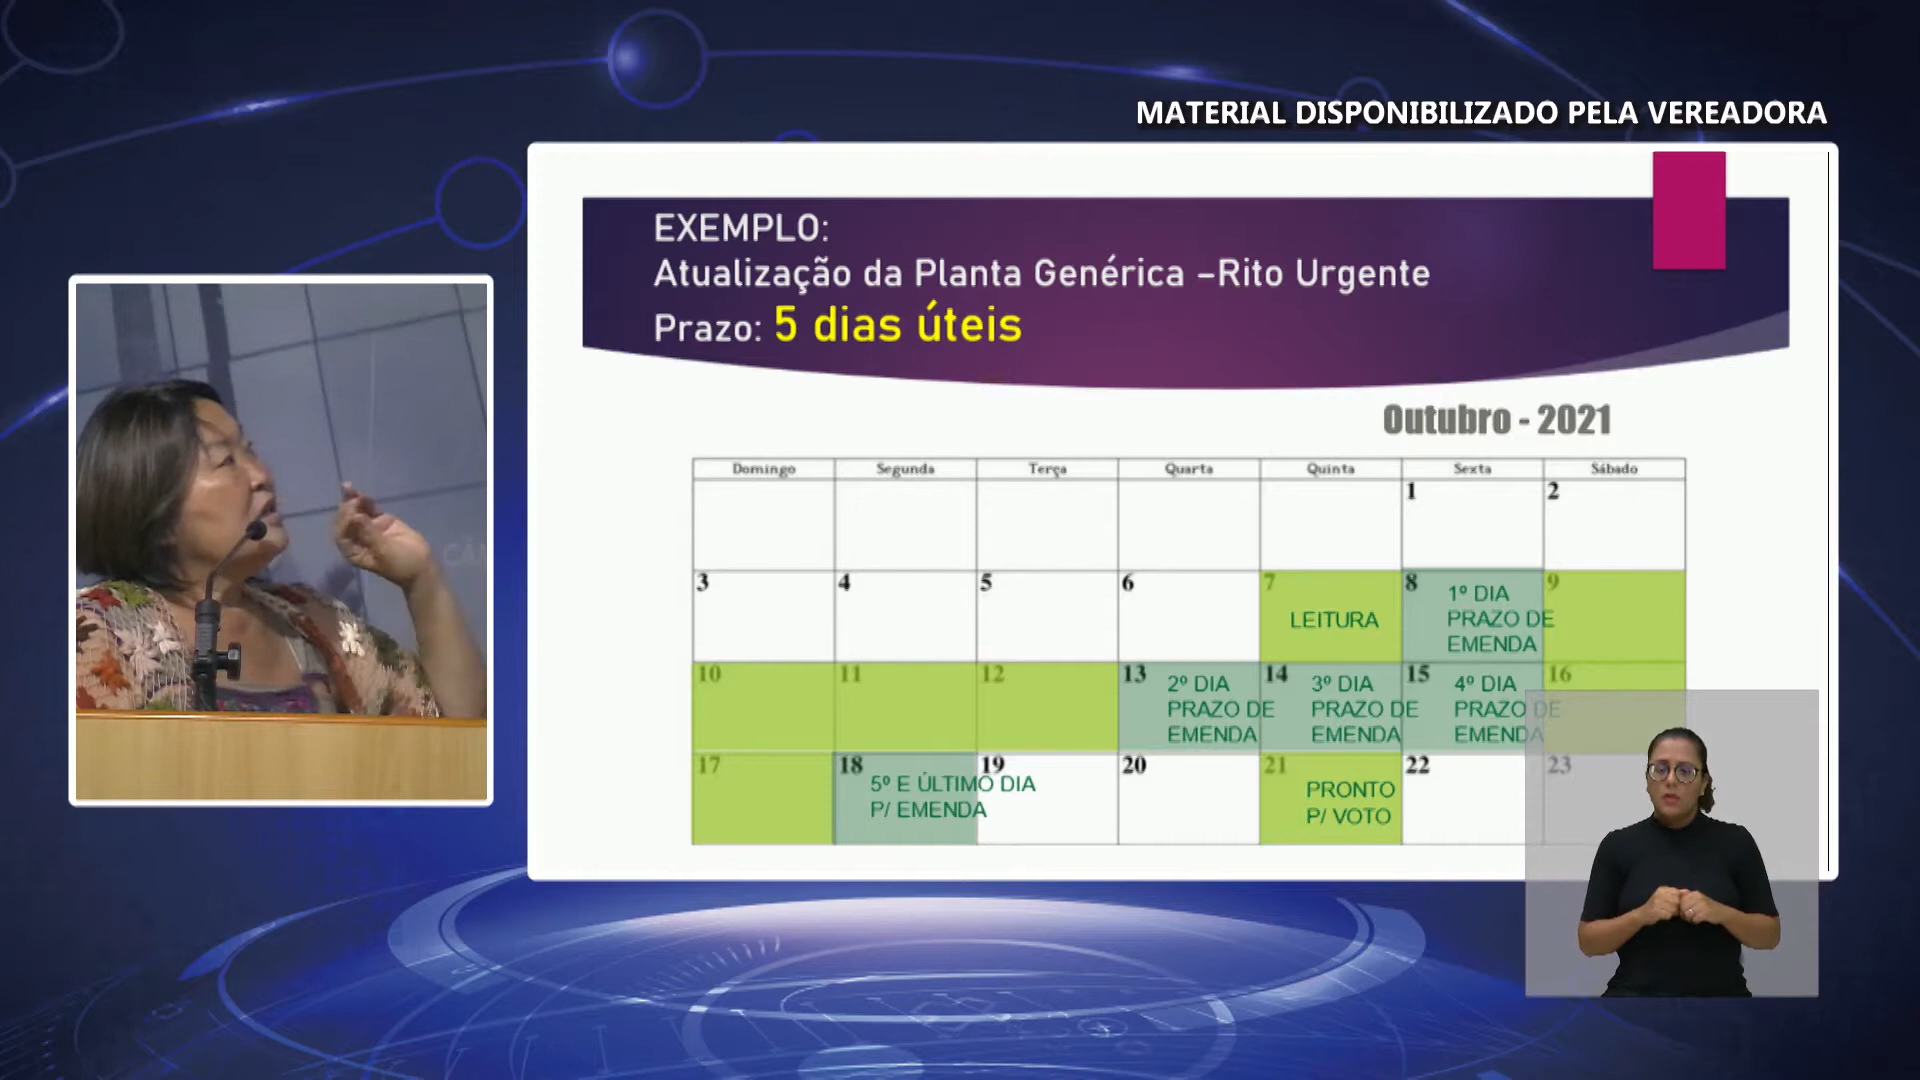 MATERIAL DISPONIBILIZADO PELA VEREADORA
EXEMPLO:
Atualização da Planta Genérica –Rito Urgente
Prazo: 5 dias úteis
Outubro - 2021
Domingo Segunda Terça Quarta Quinta Sexta Sábado
1 2
3 4 5 6 7 8 9
LEITURA
1º DIA
PRAZO DE
EMENDA
10 11 12 13 14 15 16
2º DIA
PRAZO DE
EMENDA
3º DIA
PRAZO DE
EMENDA
4º DIA
PRAZO DE
EMENDA
17 18 19 20 21 22 23
5º E ÚLTIMO DIA
P/ EMENDA
PRONTO
P/ VOTO